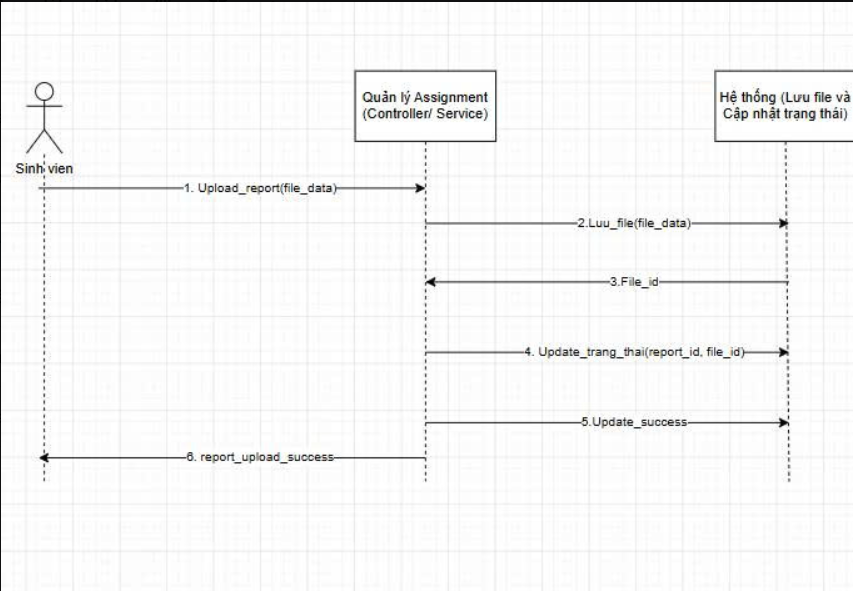 Quản lý Assignment
(Controller/ Service)
Hệ thống (Lưu file và
Cập nhật trạng thái)
Sinh vien
1. Upload_report(file_data)
2.Luu_file(file_data)
3.File_id
4. Update_trang_thai(report_id, file_id)
5.Update_success
6. report_upload_success